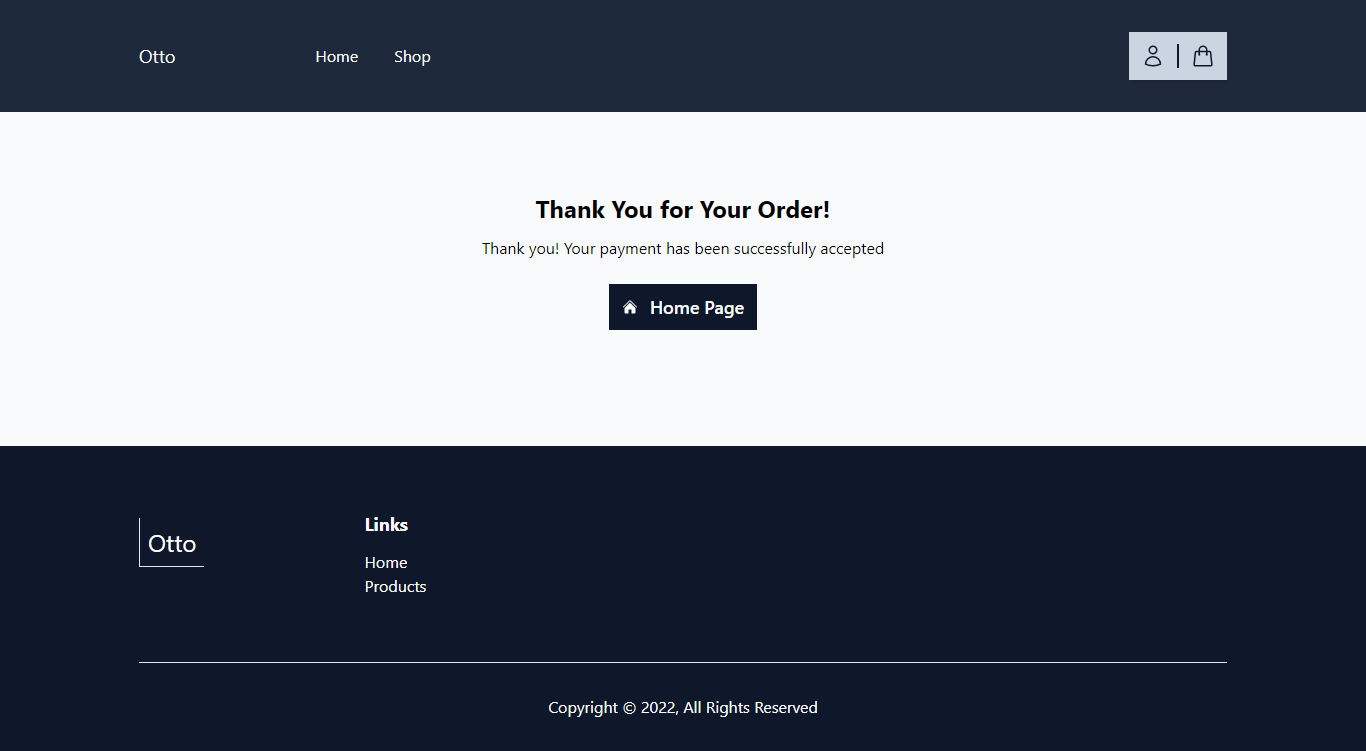 Otto
Home
Shop
Thank You for Your Order!
Thank you! Your payment has been successfully accepted
Home Page
Otto
Links
Home
Products
Copyright © 2022, All Rights Reserved